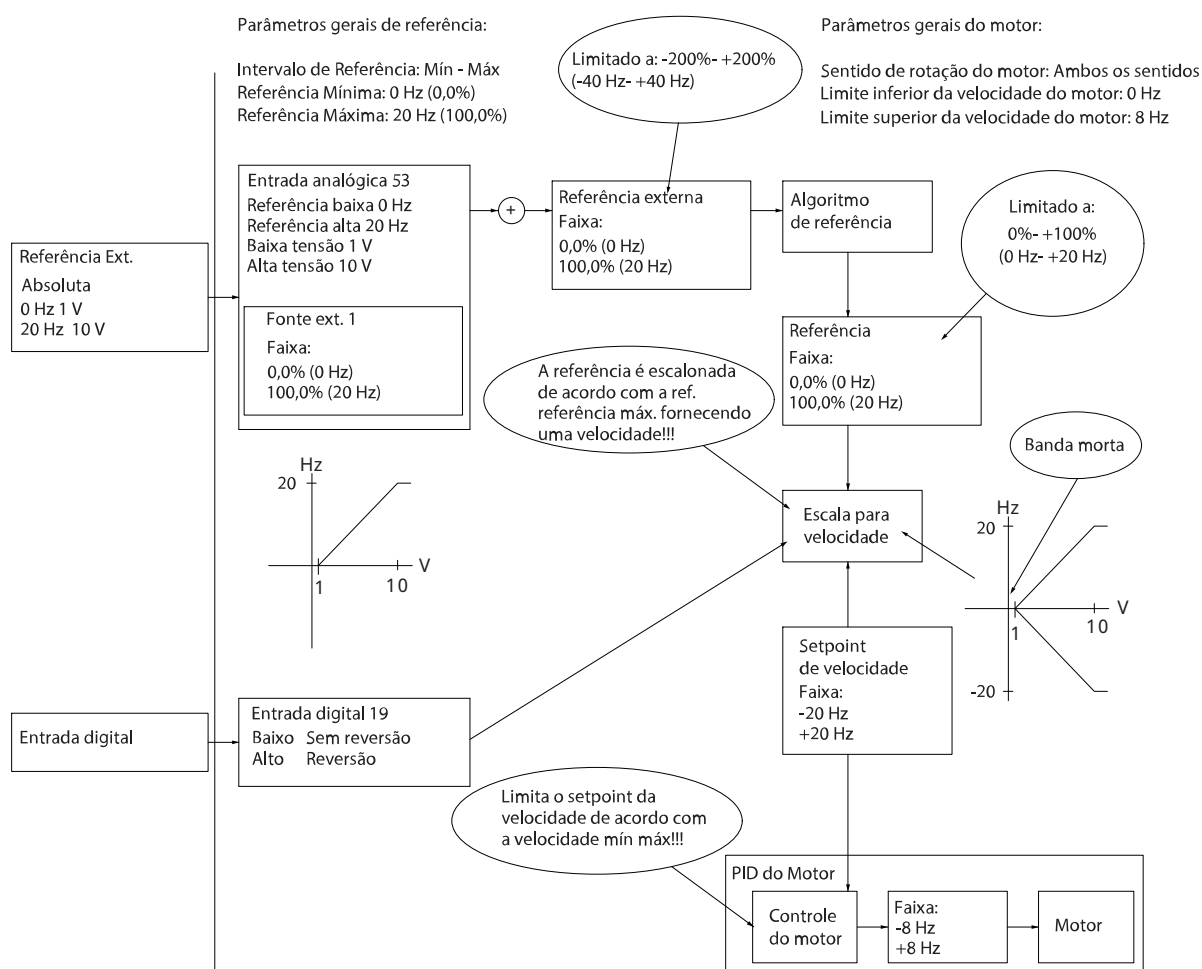 Parâmetros gerais de referência:
Intervalo de Referência: Mín - Máx
Referência Mínima: 0 Hz (0,0%)
Referência Máxima: 20 Hz (100,0%)
Limitado a: -200%- +200%
(-40 Hz- +40 Hz)
Parâmetros gerais do motor:
Sentido de rotação do motor: Ambos os sentidos
Limite inferior da velocidade do motor: 0 Hz
Limite superior da velocidade do motor: 8 Hz
Referência Ext.
Absoluta
0 Hz 1 V
20 Hz 10 V
Entrada analógica 53
Referência baixa 0 Hz
Referência alta 20 Hz
Baixa tensão 1 V
Alta tensão 10 V
Fonte ext. 1
Faixa:
0,0% (0 Hz)
100,0% (20 Hz)
+
Referência externa
Faixa:
0,0% (0 Hz)
100,0% (20 Hz)
Algoritmo
de referência
Limitado a:
0%- +100%
(0 Hz- +20 Hz)
Referência
Faixa:
0,0% (0 Hz)
100,0% (20 Hz)
A referência é escalonada
de acordo com a ref.
referência máx. fornecendo
uma velocidade!!!
Banda morta
Hz
20
V
1
10
Escala para
velocidade
Hz
20
V
1
10
-20
Setpoint
de velocidade
Faixa:
-20 Hz
+20 Hz
Entrada digital
Entrada digital 19
Baixo Sem reversão
Alto Reversão
Limita o setpoint da
velocidade de acordo com
a velocidade mín máx!!!
PID do Motor
Controle
do motor
Faixa:
-8 Hz
+8 Hz
Motor